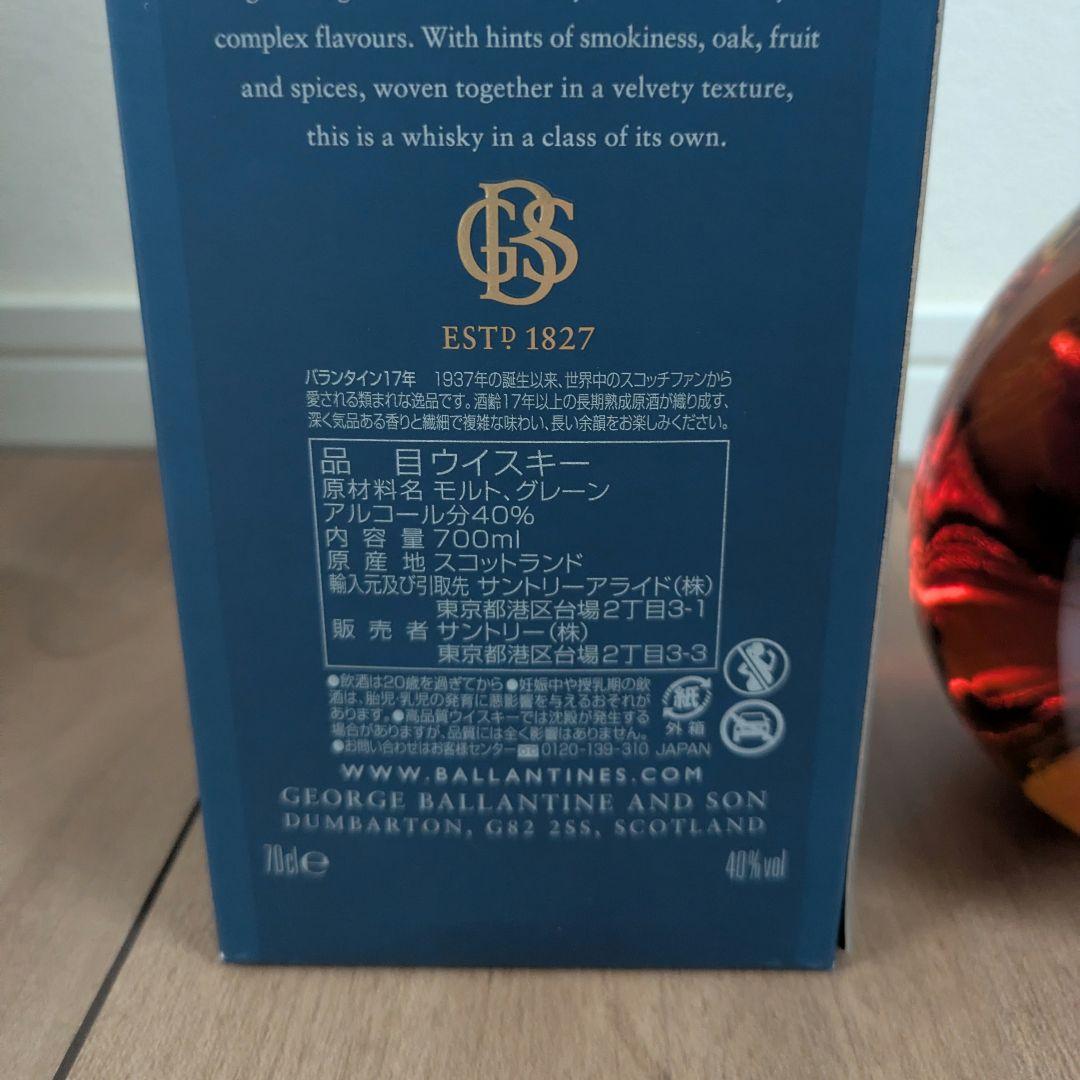 complex flavours. With hints of smokiness, oak, fruit
and spices, woven together in a velvety texture,
this is a whisky in a class of its own.
GBS
ESTD 1827
バランタイン17年 1937年の誕生以来、世界中のスコッチファンから
愛される類まれな逸品です。酒齢17年以上の長期熟成原酒が織り成す、
深く気品ある香りと繊細で複雑な味わい、長い余韻をお楽しみください。
品 目 ウイスキー
原材料名 モルト、グレーン
アルコール分40%
内容量 700ml
原産地 スコットランド
輸入元及び引取先 サントリーアライド(株)
東京都港区台場2丁目3-1
販売者 サントリー(株)
東京都港区台場2丁目3-3
●飲酒は20歳を過ぎてから●妊娠中や授乳期の飲
酒は、胎児・乳児の発育に悪影響を与えるおそれが
あります。●高品質ウイスキーでは沈殿が発生する
場合がありますが、品質には全く影響はありません。
●お問い合わせはお客様センター 0120-139-310 JAPAN
紙
外箱
WWW.BALLANTINES.COM
GEORGE BALLANTINE AND SON
DUMBARTON, G82 2SS, SCOTLAND
70cl℮ 40%vol